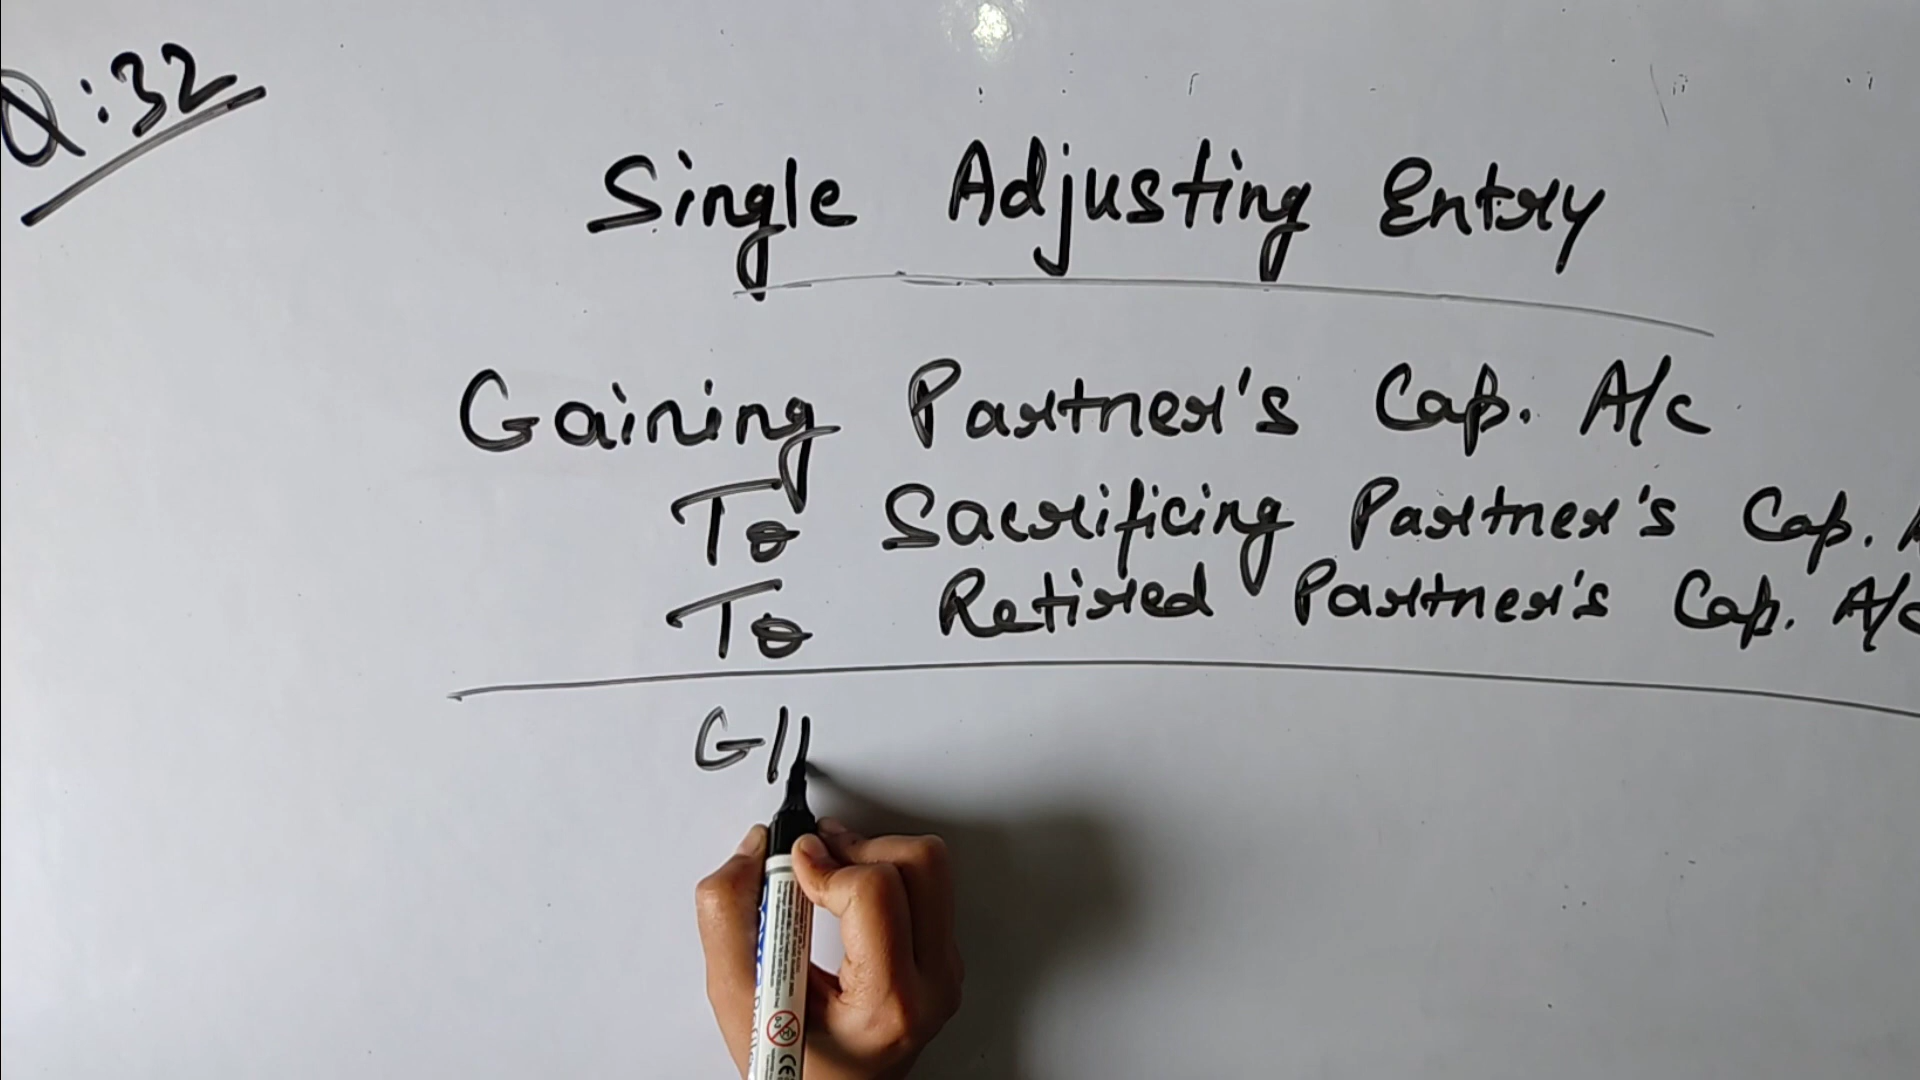 Q:32
Single Adjusting Entry
Gaining Partner's Cap. A/c
To Sacrificing Partner's Cap. A
To Retired Partner's Cap. A/c
G/